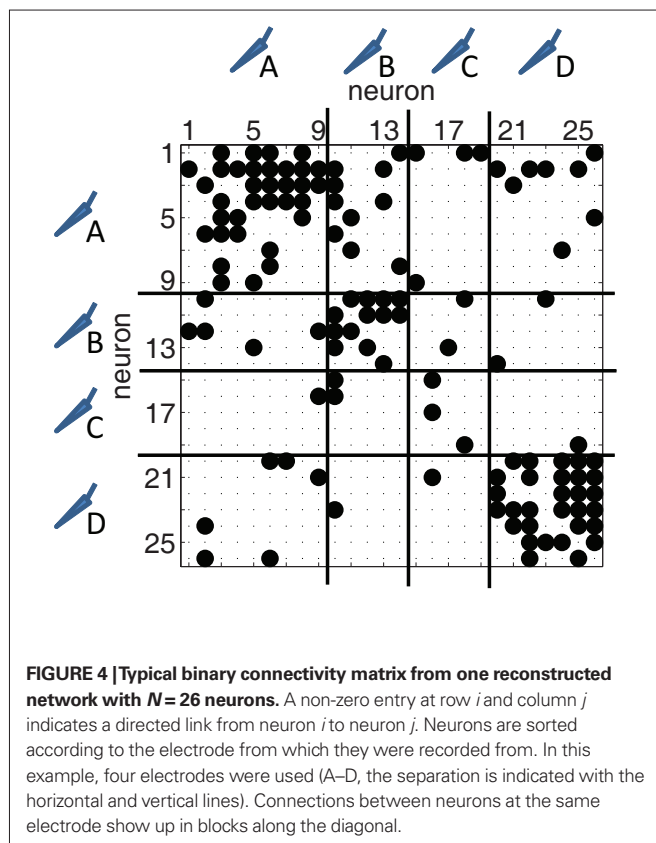 A B C D
neuron
1 5 9 13 17 21 25
1
A
5
9
B
neuron
13
C
17
D
21
25
FIGURE 4 | Typical binary connectivity matrix from one reconstructed
network with N = 26 neurons. A non-zero entry at row i and column j
indicates a directed link from neuron i to neuron j. Neurons are sorted
according to the electrode from which they were recorded from. In this
example, four electrodes were used (A–D, the separation is indicated with the
horizontal and vertical lines). Connections between neurons at the same
electrode show up in blocks along the diagonal.